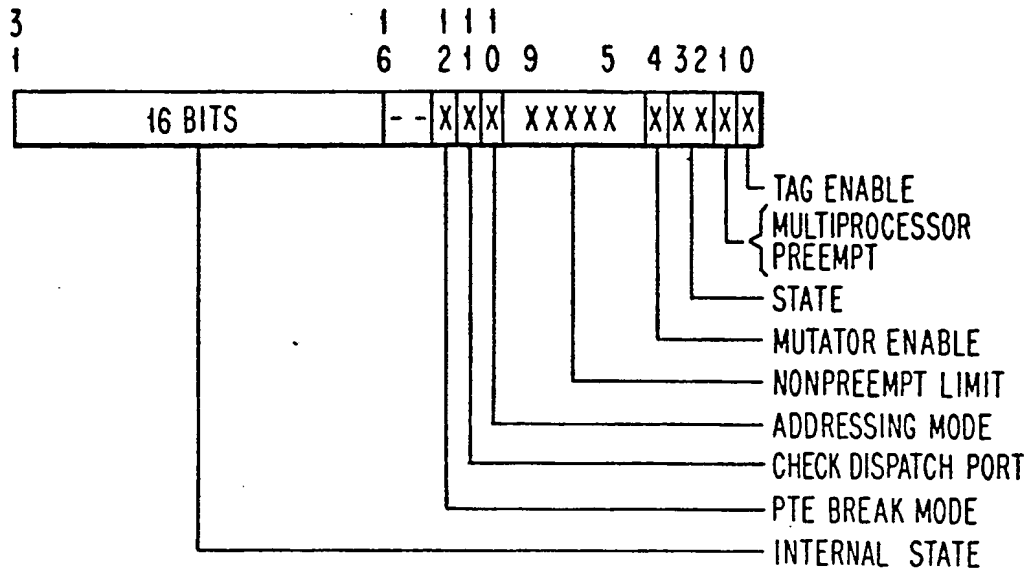 3 1 1 1 1
1 6 2 1 0 9 5 4 3 2 1 0
16 BITS - - X X X XXXXX X X X X X
TAG ENABLE
MULTIPROCESSOR
PREEMPT
STATE
MUTATOR ENABLE
NONPREEMPT LIMIT
ADDRESSING MODE
CHECK DISPATCH PORT
PTE BREAK MODE
INTERNAL STATE